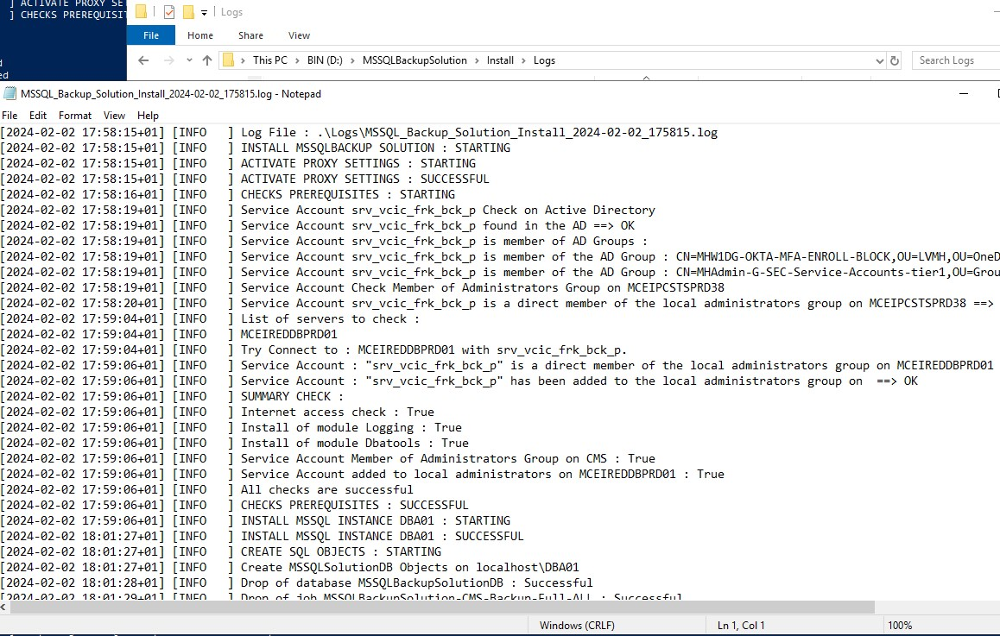 ] ACTIVATE PROXY SE
] CHECKS PREREQUISIT
ed
Logs
File Home Share View
This PC > BIN (D:) > MSSQLBackupSolution > Install > Logs
Search Logs
MSSQL_Backup_Solution_Install_2024-02-02_175815.log - Notepad
File Edit Format View Help
[2024-02-02 17:58:15+01] [INFO   ] Log File : .\Logs\MSSQL_Backup_Solution_Install_2024-02-02_175815.log
[2024-02-02 17:58:15+01] [INFO   ] INSTALL MSSQLBACKUP SOLUTION : STARTING
[2024-02-02 17:58:15+01] [INFO   ] ACTIVATE PROXY SETTINGS : STARTING
[2024-02-02 17:58:15+01] [INFO   ] ACTIVATE PROXY SETTINGS : SUCCESSFUL
[2024-02-02 17:58:16+01] [INFO   ] CHECKS PREREQUISITES : STARTING
[2024-02-02 17:58:19+01] [INFO   ] Service Account srv_vcic_frk_bck_p Check on Active Directory
[2024-02-02 17:58:19+01] [INFO   ] Service Account srv_vcic_frk_bck_p found in the AD ==> OK
[2024-02-02 17:58:19+01] [INFO   ] Service Account srv_vcic_frk_bck_p is member of AD Groups :
[2024-02-02 17:58:19+01] [INFO   ] Service Account srv_vcic_frk_bck_p is member of the AD Group : CN=MHW1DG-OKTA-MFA-ENROLL-BLOCK,OU=LVMH,OU=OneD
[2024-02-02 17:58:19+01] [INFO   ] Service Account srv_vcic_frk_bck_p is member of the AD Group : CN=MHAdmin-G-SEC-Service-Accounts-tier1,OU=Grou
[2024-02-02 17:58:19+01] [INFO   ] Service Account Check Member of Administrators Group on MCEIPCSTSPRD38
[2024-02-02 17:58:20+01] [INFO   ] Service Account srv_vcic_frk_bck_p is a direct member of the local administrators group on MCEIPCSTSPRD38 ==>
[2024-02-02 17:59:04+01] [INFO   ] List of servers to check :
[2024-02-02 17:59:04+01] [INFO   ] MCEIREDDBPRD01
[2024-02-02 17:59:04+01] [INFO   ] Try Connect to : MCEIREDDBPRD01 with srv_vcic_frk_bck_p.
[2024-02-02 17:59:06+01] [INFO   ] Service Account : "srv_vcic_frk_bck_p" is a direct member of the local administrators group on MCEIREDDBPRD01
[2024-02-02 17:59:06+01] [INFO   ] Service Account : "srv_vcic_frk_bck_p" has been added to the local administrators group on  ==> OK
[2024-02-02 17:59:06+01] [INFO   ] SUMMARY CHECK :
[2024-02-02 17:59:06+01] [INFO   ] Internet access check : True
[2024-02-02 17:59:06+01] [INFO   ] Install of module Logging : True
[2024-02-02 17:59:06+01] [INFO   ] Install of module Dbatools : True
[2024-02-02 17:59:06+01] [INFO   ] Service Account Member of Administrators Group on CMS : True
[2024-02-02 17:59:06+01] [INFO   ] Service Account added to local administrators on MCEIREDDBPRD01 : True
[2024-02-02 17:59:06+01] [INFO   ] All checks are successful
[2024-02-02 17:59:06+01] [INFO   ] CHECKS PREREQUISITES : SUCCESSFUL
[2024-02-02 17:59:06+01] [INFO   ] INSTALL MSSQL INSTANCE DBA01 : STARTING
[2024-02-02 18:01:27+01] [INFO   ] INSTALL MSSQL INSTANCE DBA01 : SUCCESSFUL
[2024-02-02 18:01:27+01] [INFO   ] CREATE SQL OBJECTS : STARTING
[2024-02-02 18:01:27+01] [INFO   ] Create MSSQLSolutionDB Objects on localhost\DBA01
[2024-02-02 18:01:28+01] [INFO   ] Drop of database MSSQLBackupSolutionDB : Successful
[2024-02-02 18:01:29+01] [INFO   ] Drop of job MSSQLBackupSolution-CMS-Backup-Full-ALL : Successful
Windows (CRLF) Ln 1, Col 1 100%